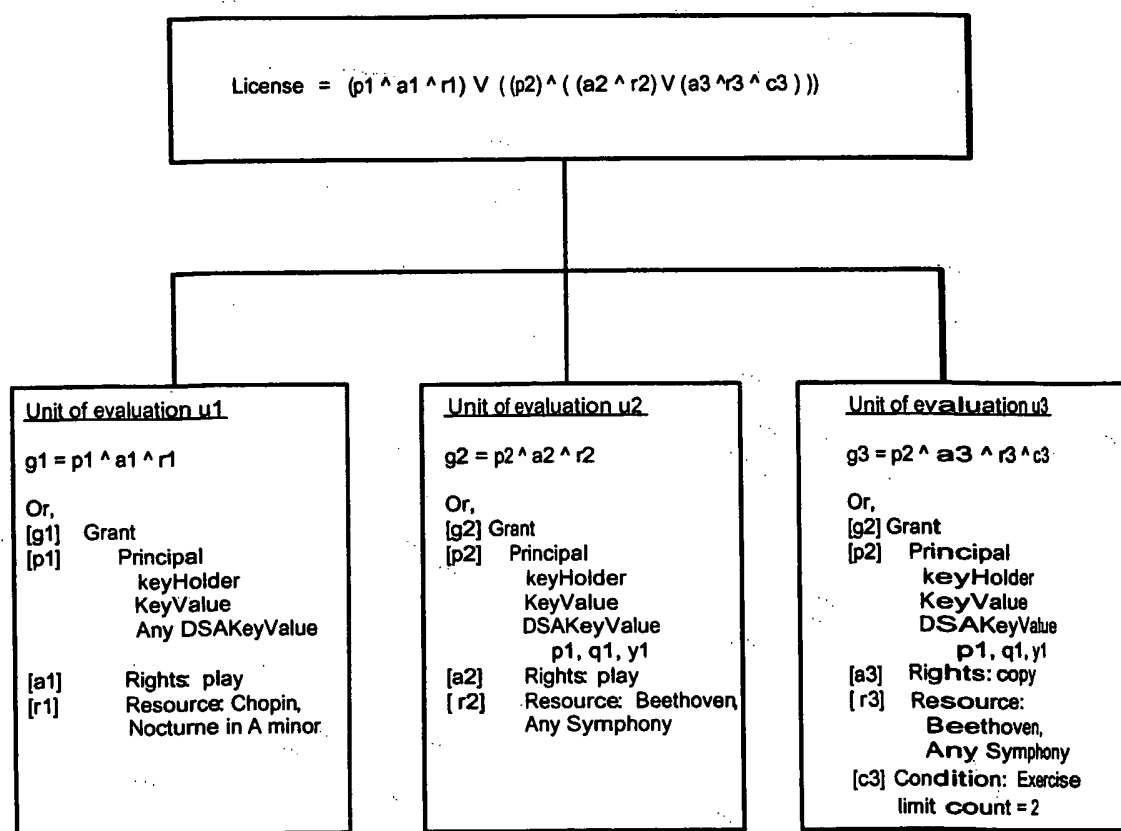 License = (p1 ^ a1 ^ r1) V ((p2) ^ ( (a2 ^ r2) V (a3 ^r3 ^ c3 ) ))
Unit of evaluation u1
g1 = p1 ^ a1 ^ r1
Or,
[g1] Grant
[p1] Principal
keyHolder
KeyValue
Any DSAKeyValue
[a1] Rights: play
[r1] Resource: Chopin,
Nocturne in A minor
Unit of evaluation u2
g2 = p2 ^ a2 ^ r2
Or,
[g2] Grant
[p2] Principal
keyHolder
KeyValue
DSAKeyValue
p1, q1, y1
[a2] Rights: play
[ r2] Resource: Beethoven,
Any Symphony
Unit of evaluation u3
g3 = p2 ^ a3 ^ r3 ^ c3
Or,
[g2] Grant
[p2] Principal
keyHolder
KeyValue
DSAKeyValue
p1, q1, y1
[a3] Rights: copy
[ r3] Resource:
Beethoven,
Any Symphony
[c3] Condition: Exercise
limit count = 2